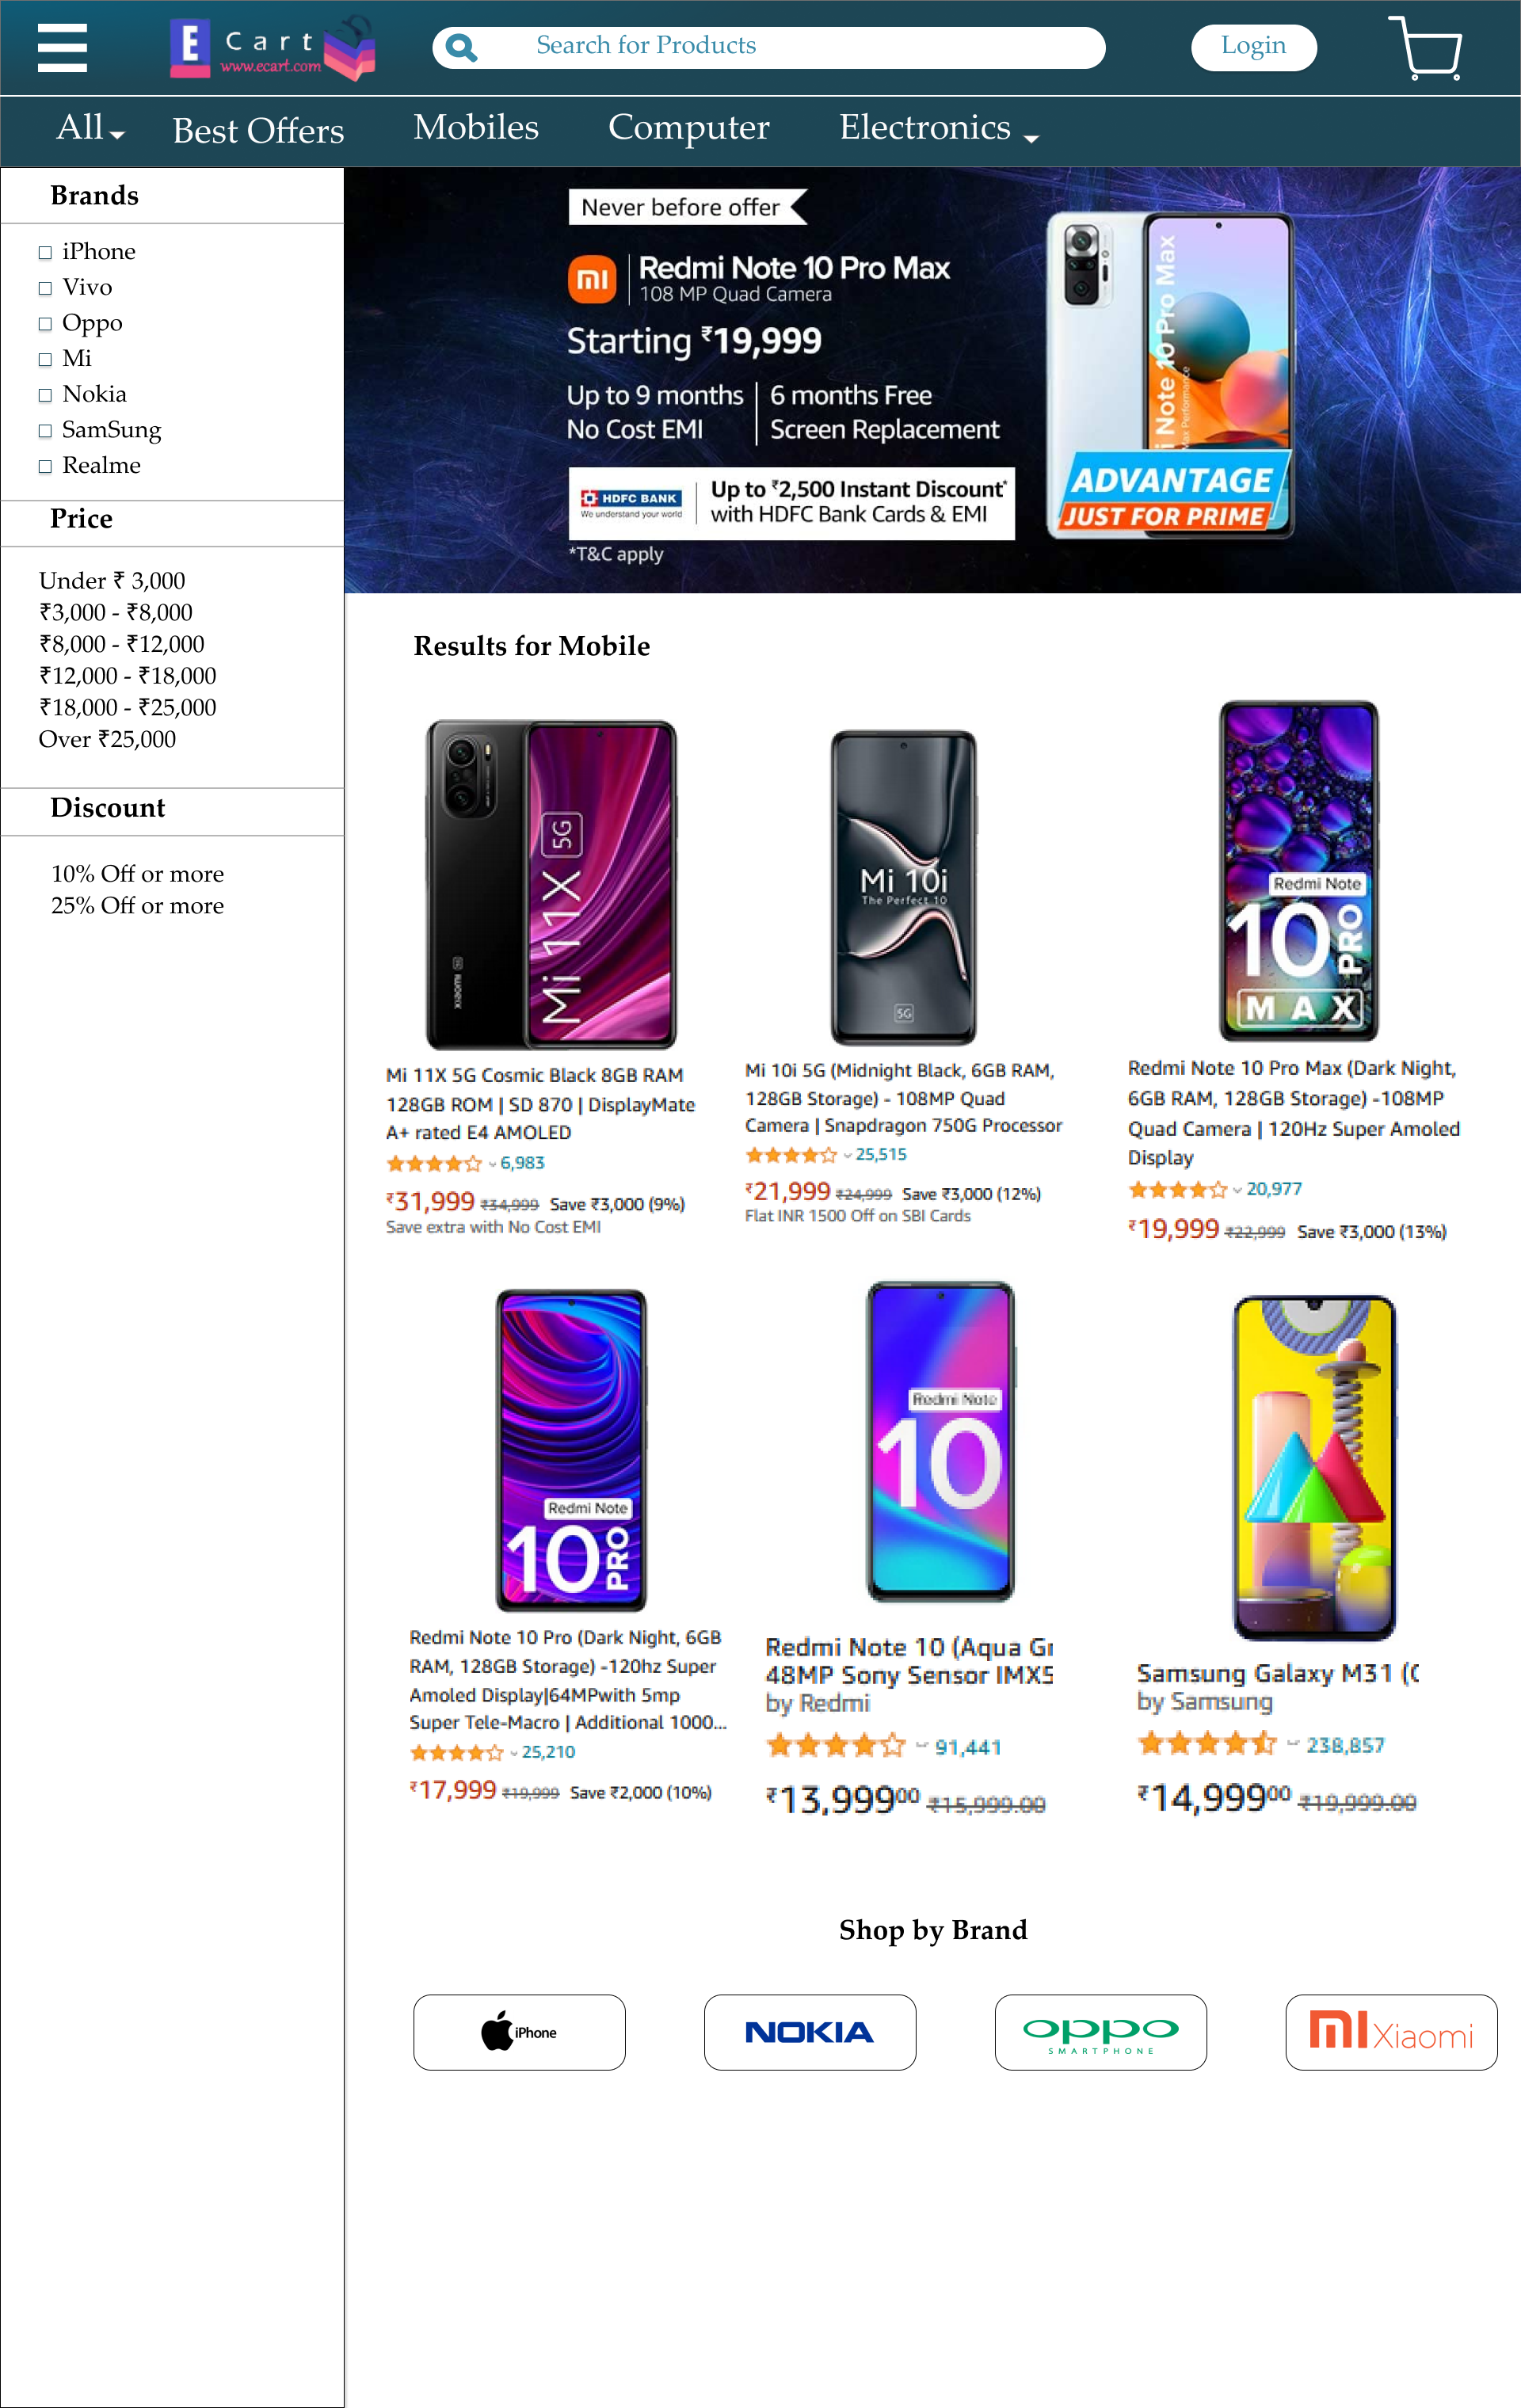 E Cart
www.ecart.com
Search for Products
Login
All
Best Offers
Mobiles
Computer
Electronics
Brands
iPhone
Vivo
Oppo
Mi
Nokia
SamSung
Realme
Price
Under ₹ 3,000
₹3,000 - ₹8,000
₹8,000 - ₹12,000
₹12,000 - ₹18,000
₹18,000 - ₹25,000
Over ₹25,000
Discount
10% Off or more
25% Off or more
Never before offer
mi
Redmi Note 10 Pro Max
108 MP Quad Camera
Starting ₹19,999
Up to 9 months
No Cost EMI
6 months Free
Screen Replacement
HDFC BANK
We understand your world
Up to ₹2,500 Instant Discount*
with HDFC Bank Cards & EMI
*T&C apply
i Note 10 Pro Max
Max Performance
ADVANTAGE
JUST FOR PRIME
Results for Mobile
Mi 11X 5G
XIAOMI 5G
Mi 11X 5G Cosmic Black 8GB RAM
128GB ROM | SD 870 | DisplayMate
A+ rated E4 AMOLED
6,983
₹31,999 ₹34,999 Save ₹3,000 (9%)
Save extra with No Cost EMI
Mi 10i
The Perfect 10
5G
Mi 10i 5G (Midnight Black, 6GB RAM,
128GB Storage) - 108MP Quad
Camera | Snapdragon 750G Processor
25,515
₹21,999 ₹24,999 Save ₹3,000 (12%)
Flat INR 1500 Off on SBI Cards
Redmi Note
10 PRO
MAX
Redmi Note 10 Pro Max (Dark Night,
6GB RAM, 128GB Storage) -108MP
Quad Camera | 120Hz Super Amoled
Display
20,977
₹19,999 ₹22,999 Save ₹3,000 (13%)
Redmi Note
10 PRO
Redmi Note 10 Pro (Dark Night, 6GB
RAM, 128GB Storage) -120hz Super
Amoled Display|64MPwith 5mp
Super Tele-Macro | Additional 1000...
25,210
₹17,999 ₹19,999 Save ₹2,000 (10%)
Redmi Note
10
Redmi Note 10 (Aqua Gr
48MP Sony Sensor IMX5
by Redmi
91,441
₹13,99900 ₹15,999.00
Samsung Galaxy M31 (
by Samsung
238,857
₹14,99900 ₹19,999.00
Shop by Brand
iPhone
NOKIA
oppo
SMARTPHONE
mi Xiaomi